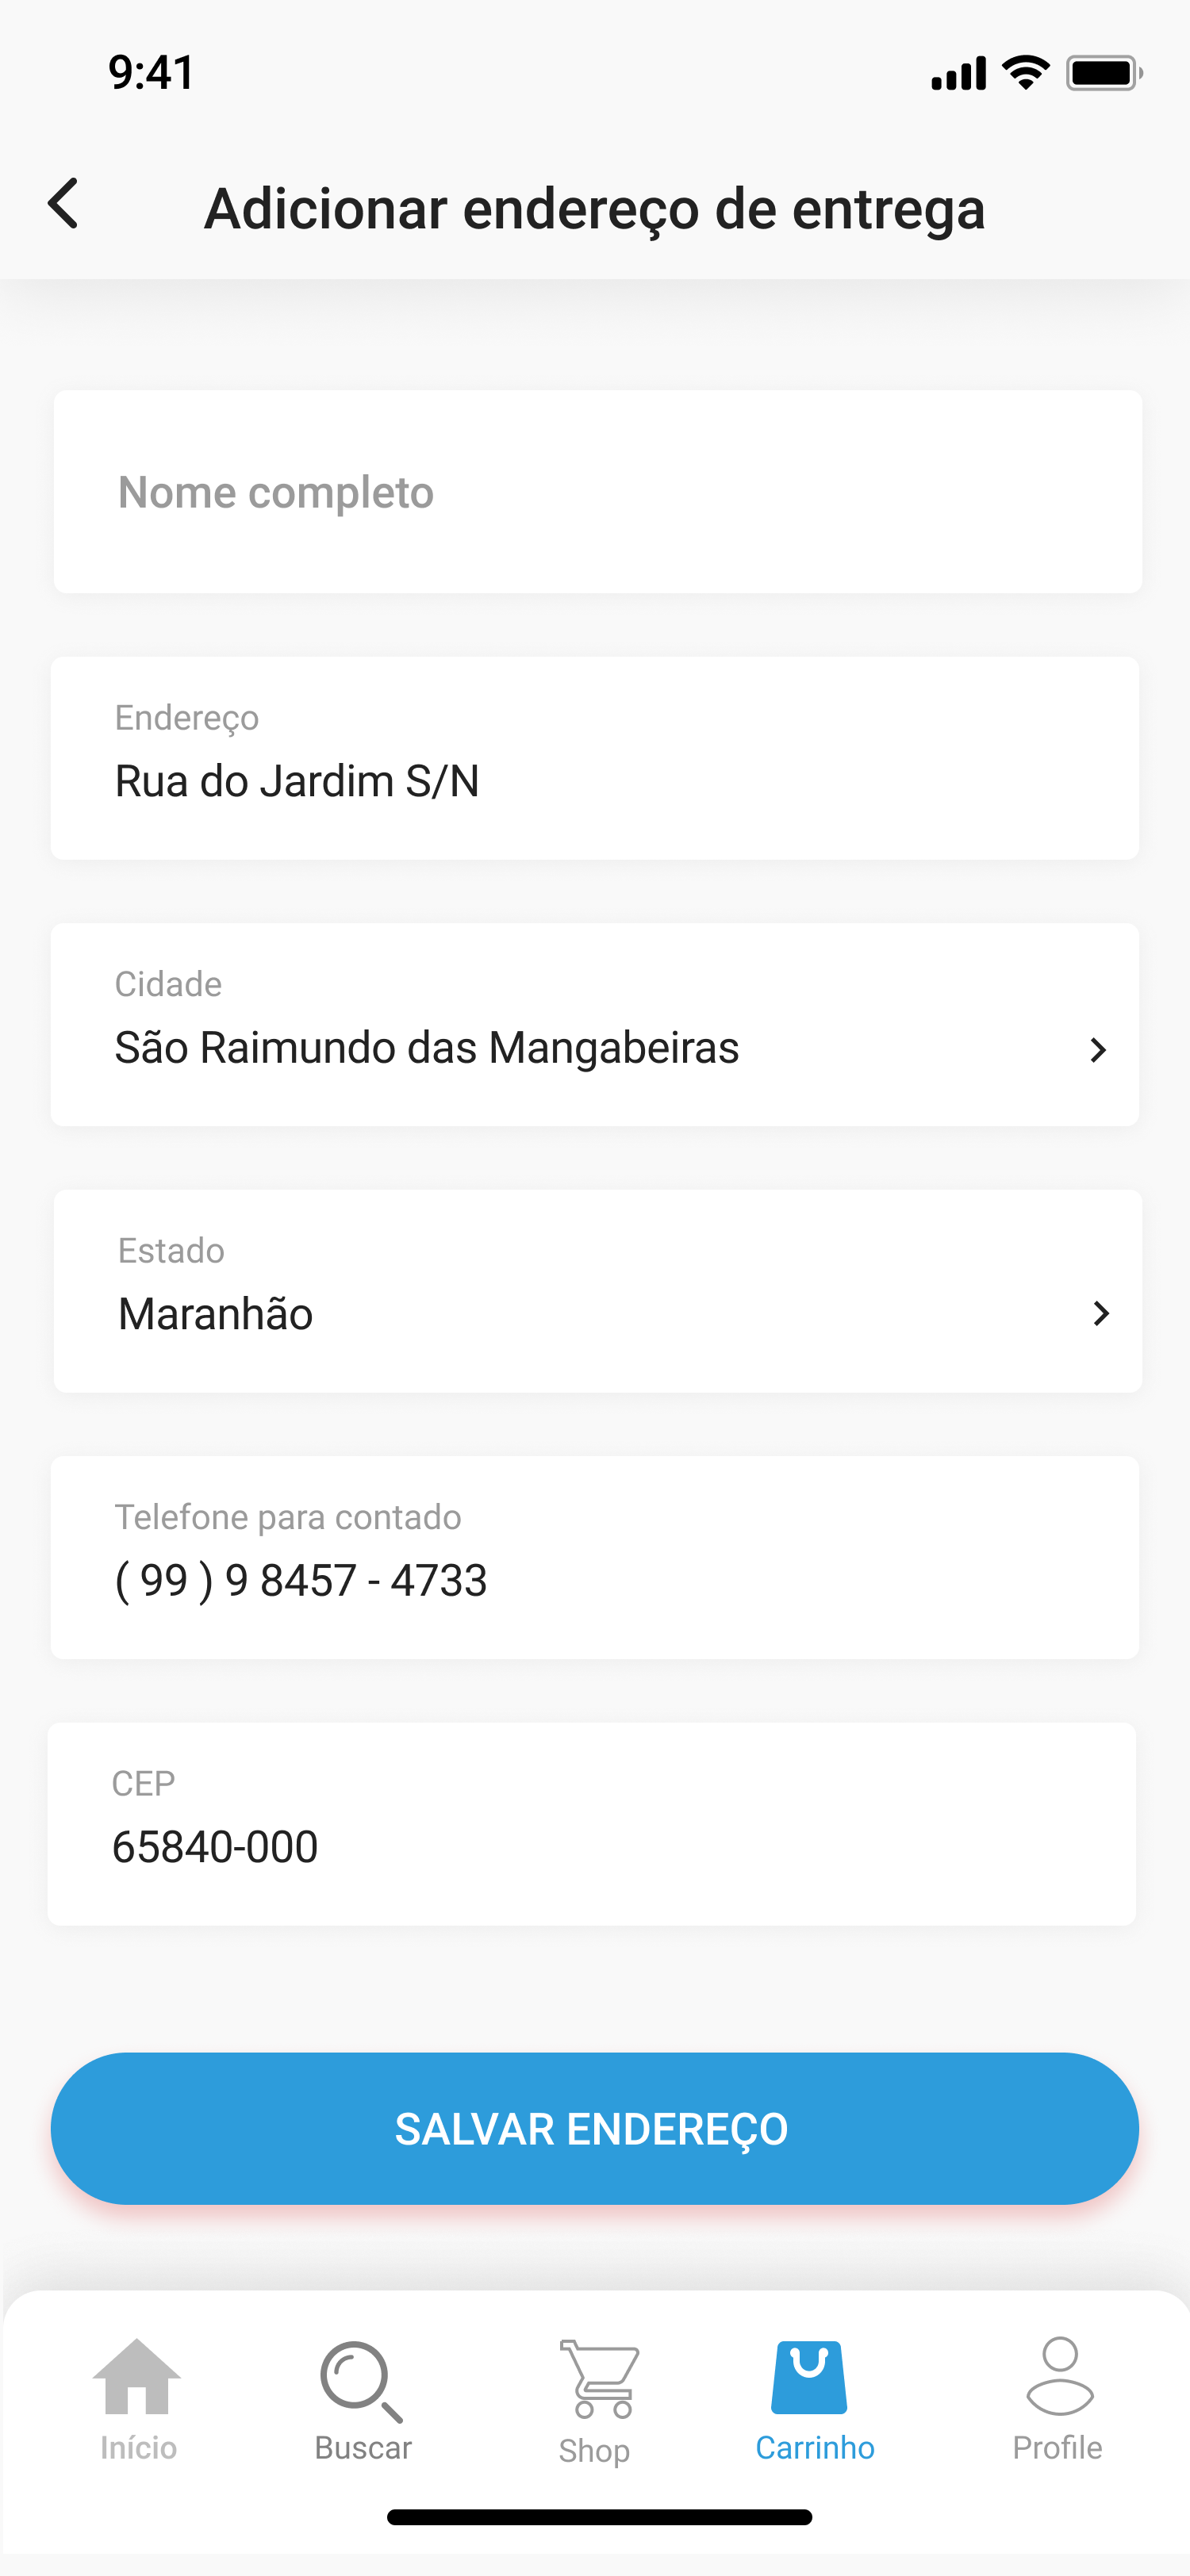 9:41
Adicionar endereço de entrega
Nome completo
Endereço
Rua do Jardim S/N
Cidade
São Raimundo das Mangabeiras
Estado
Maranhão
Telefone para contado
( 99 ) 9 8457 - 4733
CEP
65840-000
SALVAR ENDEREÇO
Início
Buscar
Shop
Carrinho
Profile